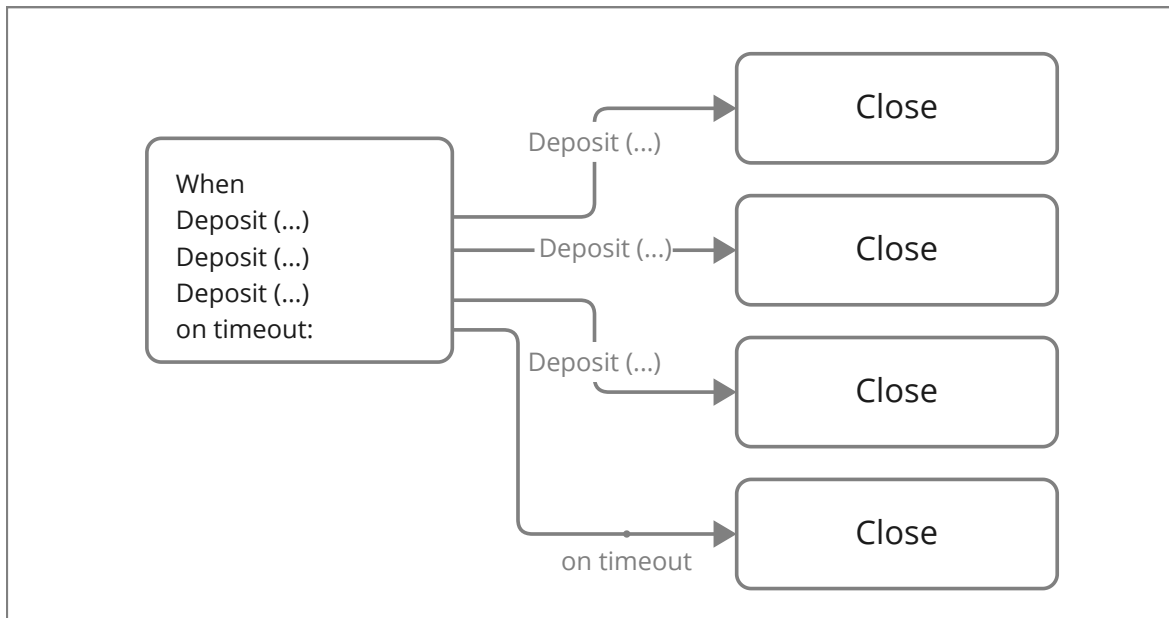 When
Deposit (...)
Deposit (...)
Deposit (...)
on timeout:
Deposit (...)
Close
Deposit (...)
Close
Deposit (...)
Close
on timeout
Close